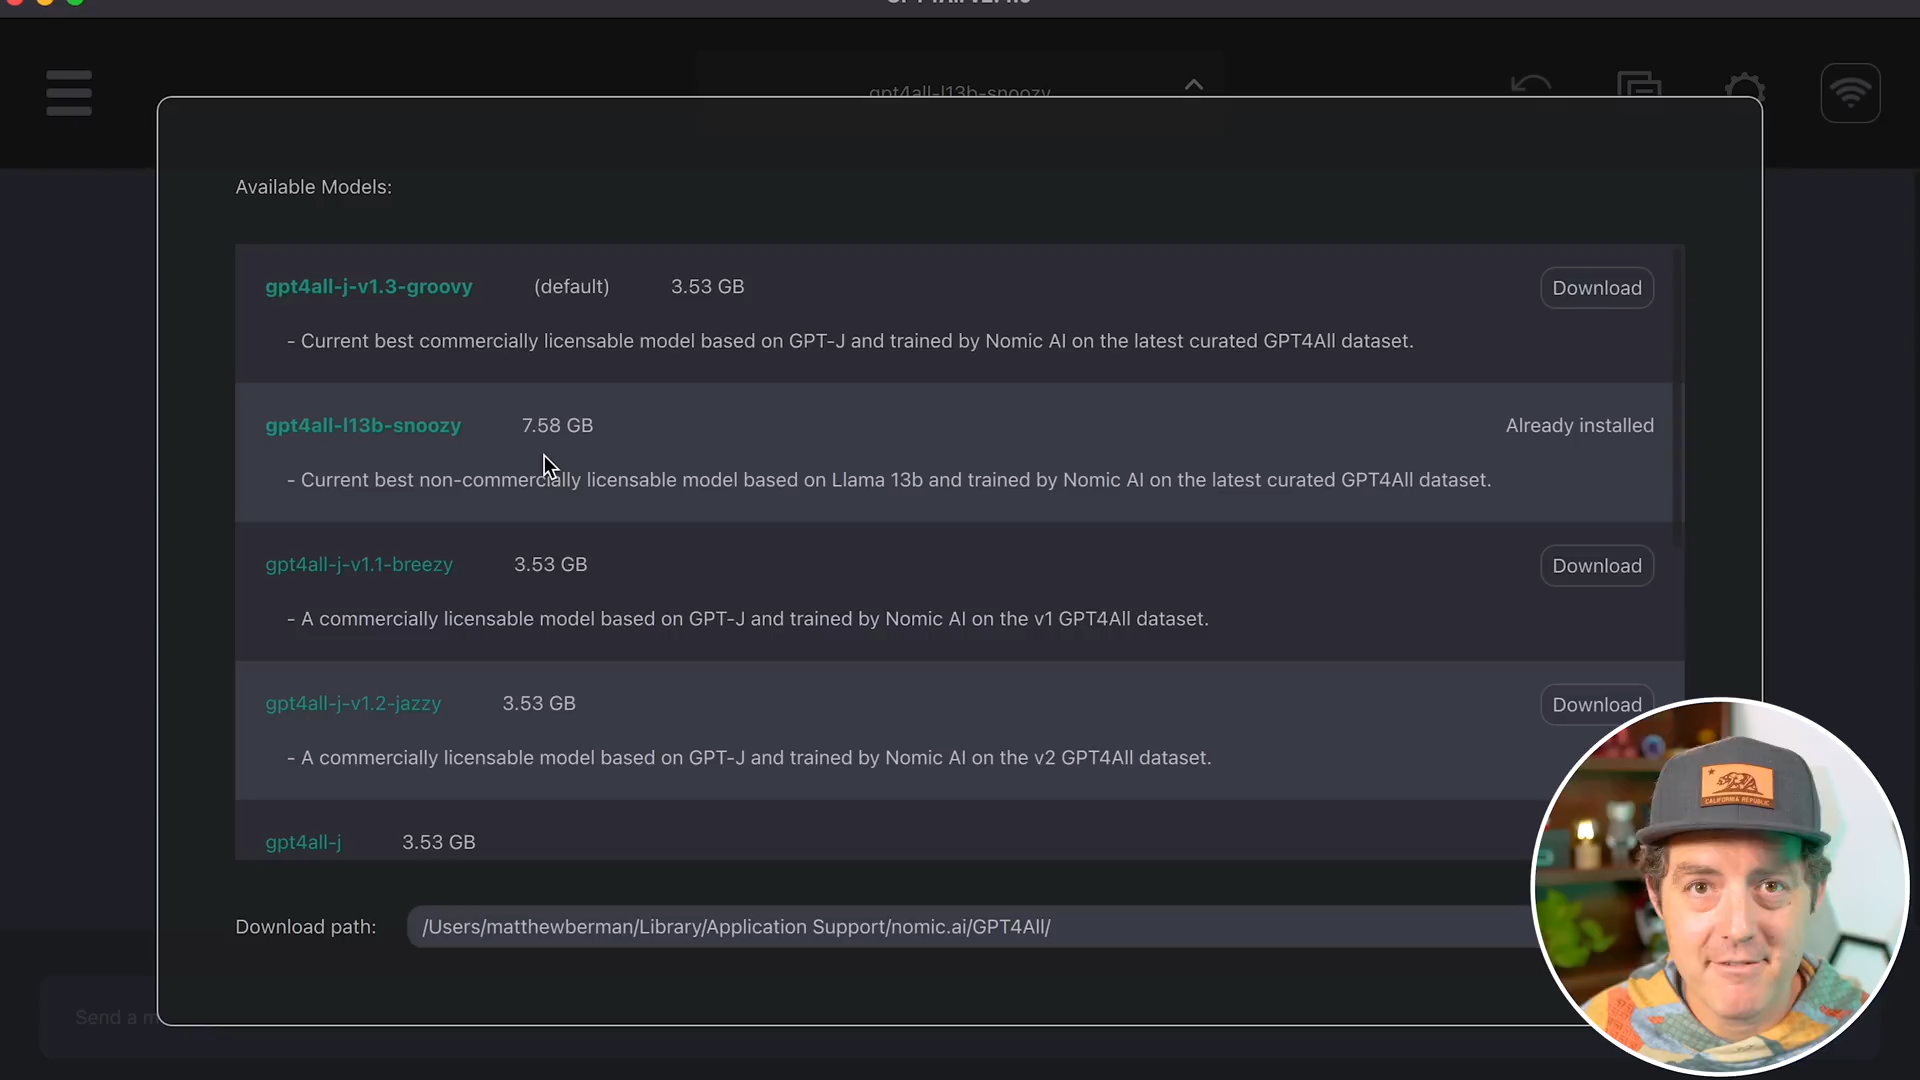 gpt4all-l13b-snoozy
Available Models:
gpt4all-j-v1.3-groovy (default) 3.53 GB Download
- Current best commercially licensable model based on GPT-J and trained by Nomic AI on the latest curated GPT4All dataset.
gpt4all-l13b-snoozy 7.58 GB Already installed
- Current best non-commercially licensable model based on Llama 13b and trained by Nomic AI on the latest curated GPT4All dataset.
gpt4all-j-v1.1-breezy 3.53 GB Download
- A commercially licensable model based on GPT-J and trained by Nomic AI on the v1 GPT4All dataset.
gpt4all-j-v1.2-jazzy 3.53 GB Download
- A commercially licensable model based on GPT-J and trained by Nomic AI on the v2 GPT4All dataset.
gpt4all-j 3.53 GB
Download path: /Users/matthewberman/Library/Application Support/nomic.ai/GPT4All/
Send a
CALIFORNIA REPUBLIC